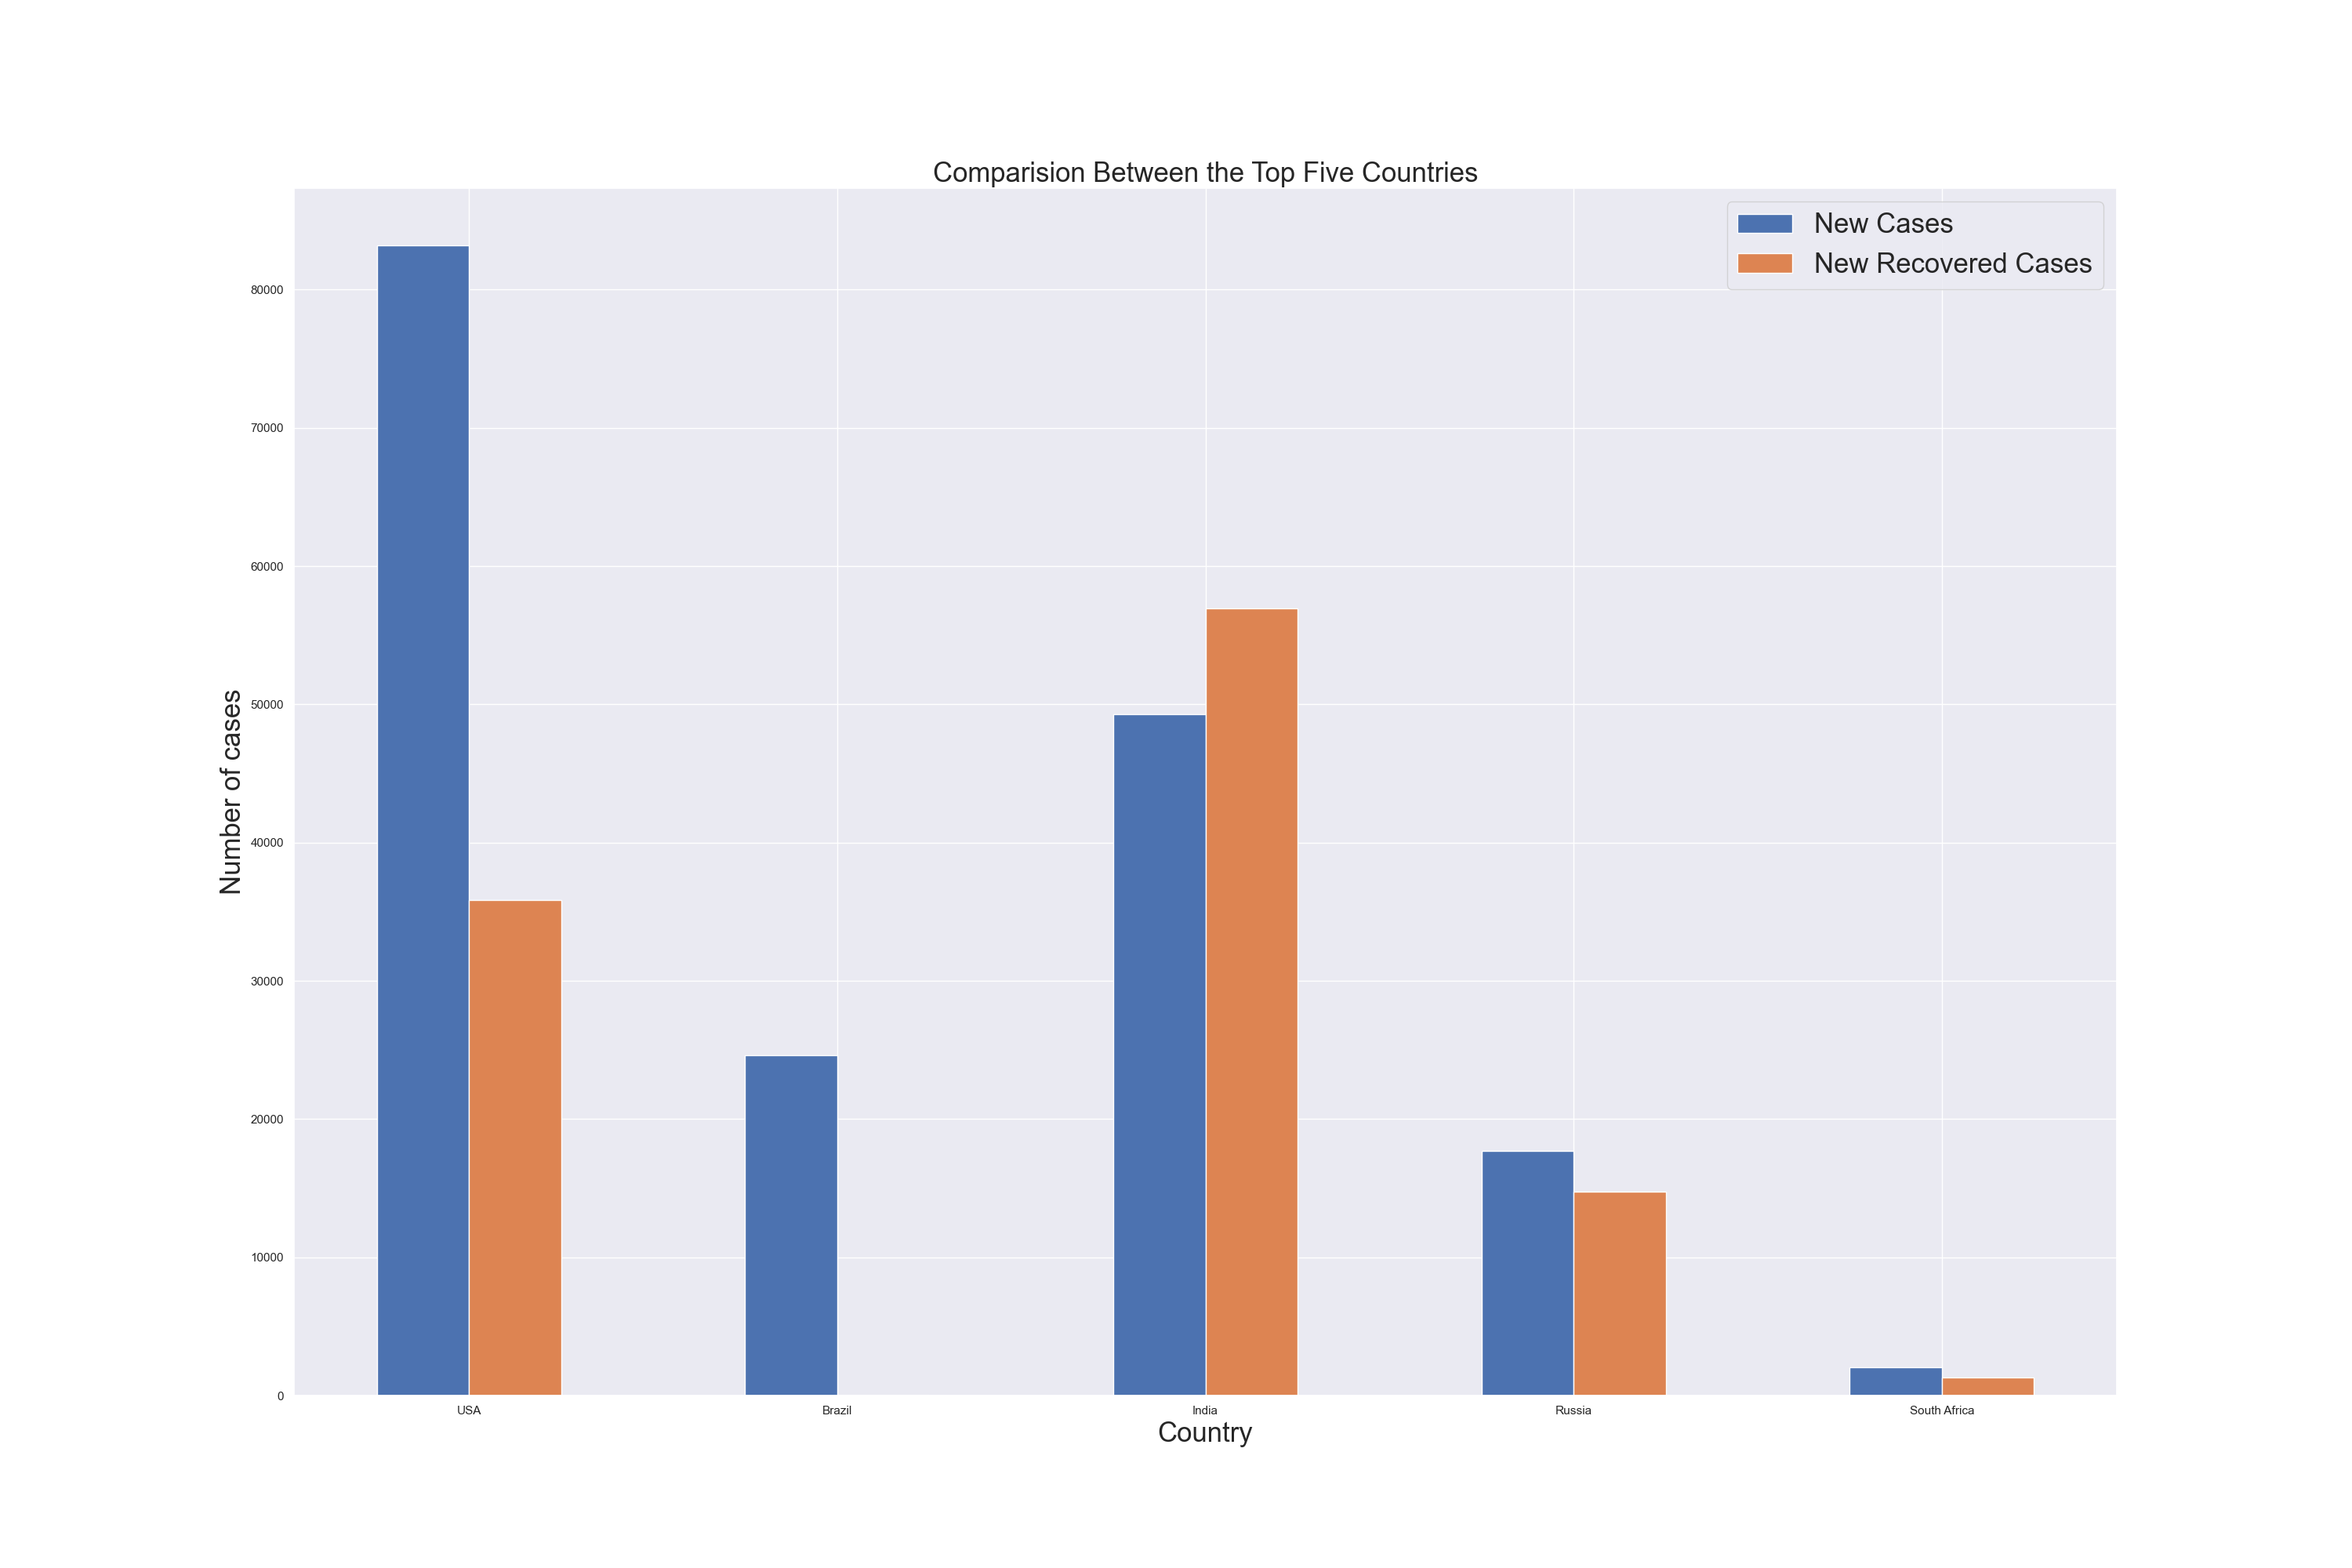 Comparision Between the Top Five Countries
New Cases
New Recovered Cases
80000
70000
60000
50000
40000
30000
20000
10000
0
Number of cases
USA Brazil India Russia South Africa
Country